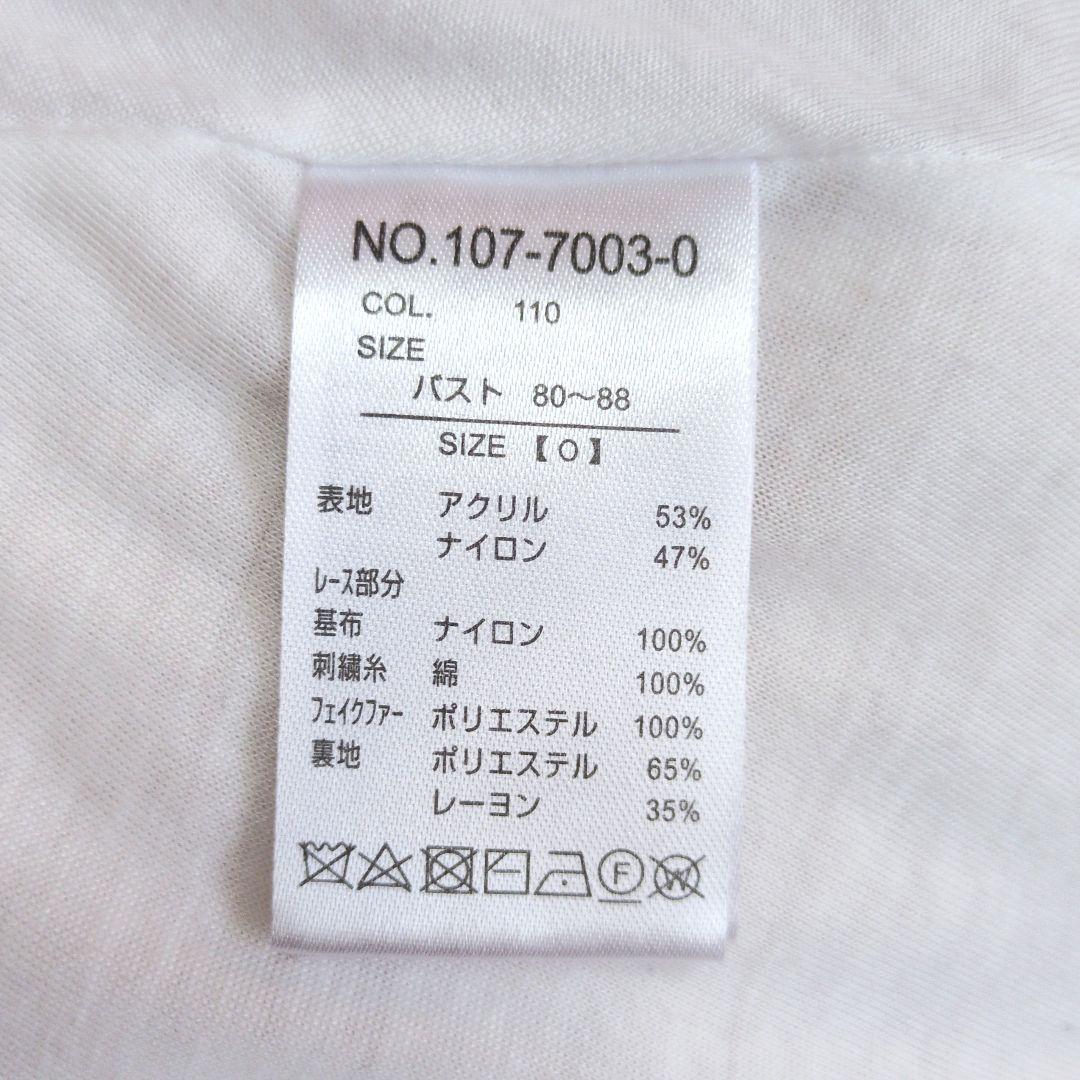 NO.107-7003-0
COL. 110
SIZE
バスト 80～88
SIZE 【O】
表地 アクリル 53%
ナイロン 47%
レース部分
基布 ナイロン 100%
刺繍糸 綿 100%
フェイクファー ポリエステル 100%
裏地 ポリエステル 65%
レーヨン 35%
F W